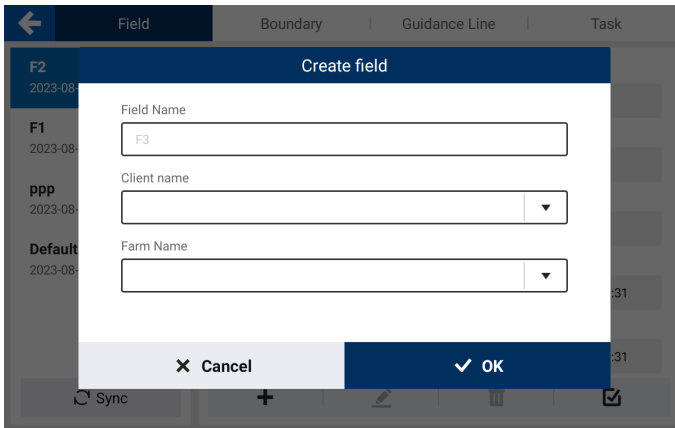 Field Boundary Guidance Line Task
Create field
F2
2023-08-
F1
2023-08-
ppp
2023-08-
Default
2023-08-
Field Name
F3
Client name
Farm Name
:31
:31
Cancel OK
Sync